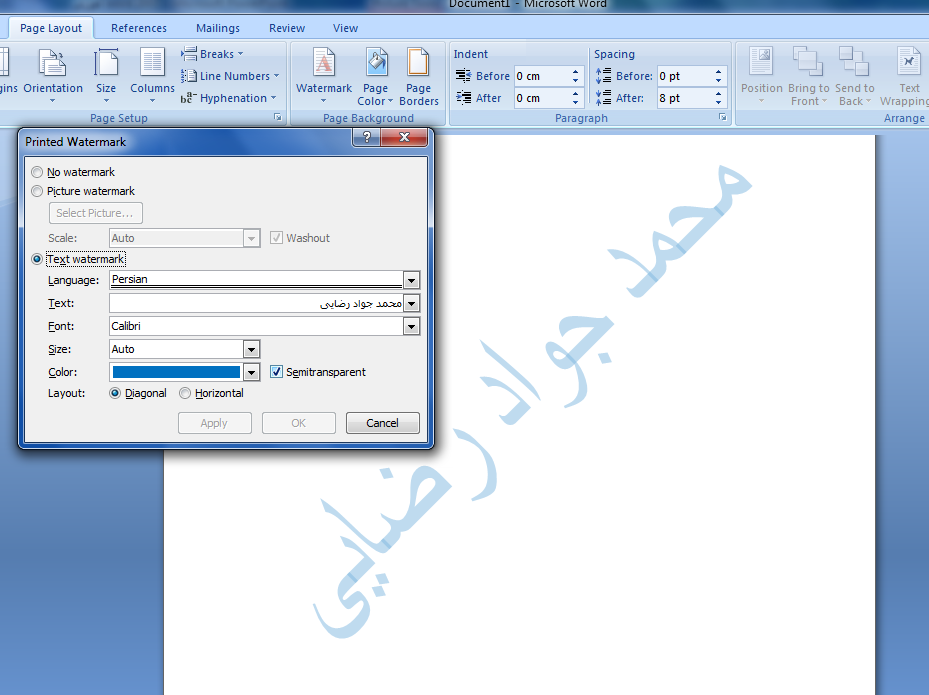 Document1 - Microsoft Word
Page Layout References Mailings Review View
Orientation Size Columns Breaks Line Numbers Hyphenation
Page Setup
Watermark Page Color Page Borders
Page Background
Indent Spacing
Before 0 cm Before: 0 pt
After 0 cm After: 8 pt
Paragraph
Position Bring to Front Send to Back Text Wrapping
Arrange
Printed Watermark
No watermark
Picture watermark
Select Picture...
Scale: Auto Washout
Text watermark
Language: Persian
Text: محمد جواد رضایی
Font: Calibri
Size: Auto
Color: Semitransparent
Layout: Diagonal Horizontal
Apply OK Cancel
محمد جواد رضایی